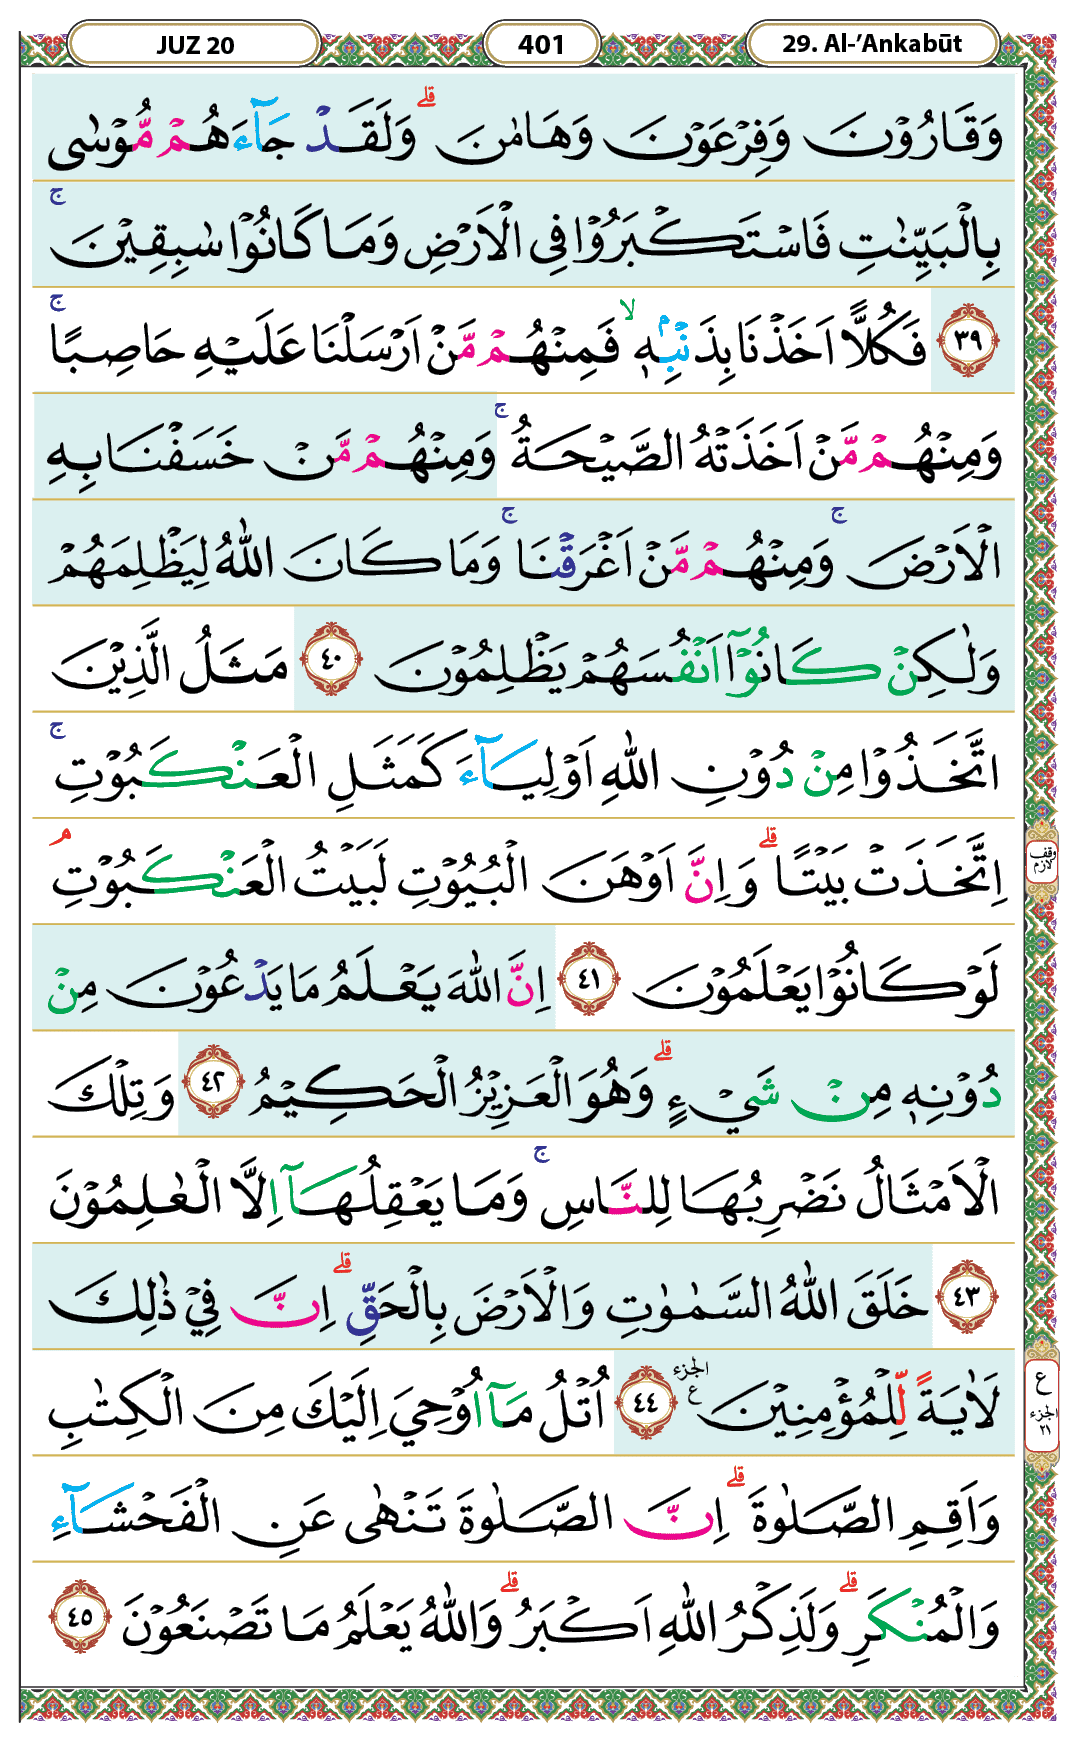 JUZ 20
401
29. Al-’Ankabūt
وَقَارُوْنَ وَفِرْعَوْنَ وَهَامٰنَ ۗ وَلَقَدْ جَاۤءَهُمْ مُّوْسٰى
بِالْبَيِّنٰتِ فَاسْتَكْبَرُوْا فِى الْاَرْضِ وَمَا كَانُوْا سٰبِقِيْنَ ۚ
٣٩ فَكُلًّا اَخَذْنَا بِذَنْۢبِهٖۙ فَمِنْهُمْ مَّنْ اَرْسَلْنَا عَلَيْهِ حَاصِبًا ۚ
وَمِنْهُمْ مَّنْ اَخَذَتْهُ الصَّيْحَةُ ۚ وَمِنْهُمْ مَّنْ خَسَفْنَا بِهِ
الْاَرْضَ ۚ وَمِنْهُمْ مَّنْ اَغْرَقْنَا ۚ وَمَا كَانَ اللّٰهُ لِيَظْلِمَهُمْ
وَلٰكِنْ كَانُوْٓا اَنْفُسَهُمْ يَظْلِمُوْنَ ٤٠ مَثَلُ الَّذِيْنَ
اتَّخَذُوْا مِنْ دُوْنِ اللّٰهِ اَوْلِيَاۤءَ كَمَثَلِ الْعَنْكَبُوْتِ ۚ
اِتَّخَذَتْ بَيْتًا ۗ وَاِنَّ اَوْهَنَ الْبُيُوْتِ لَبَيْتُ الْعَنْكَبُوْتِ ۘ
وقف
لازم
لَوْ كَانُوْا يَعْلَمُوْنَ ٤١ اِنَّ اللّٰهَ يَعْلَمُ مَا يَدْعُوْنَ مِنْ
دُوْنِهٖ مِنْ شَيْءٍ ۗ وَهُوَ الْعَزِيْزُ الْحَكِيْمُ ٤٢ وَتِلْكَ
الْاَمْثَالُ نَضْرِبُهَا لِلنَّاسِ ۚ وَمَا يَعْقِلُهَآ اِلَّا الْعٰلِمُوْنَ
٤٣ خَلَقَ اللّٰهُ السَّمٰوٰتِ وَالْاَرْضَ بِالْحَقِّ ۗ اِنَّ فِيْ ذٰلِكَ
لَاٰيَةً لِّلْمُؤْمِنِيْنَ ع الجزء ٤٤ اُتْلُ مَآ اُوْحِيَ اِلَيْكَ مِنَ الْكِتٰبِ
ع
الجزء
٢١
وَاَقِمِ الصَّلٰوةَ ۗ اِنَّ الصَّلٰوةَ تَنْهٰى عَنِ الْفَحْشَاۤءِ
وَالْمُنْكَرِ ۗ وَلَذِكْرُ اللّٰهِ اَكْبَرُ ۗ وَاللّٰهُ يَعْلَمُ مَا تَصْنَعُوْنَ ٤٥